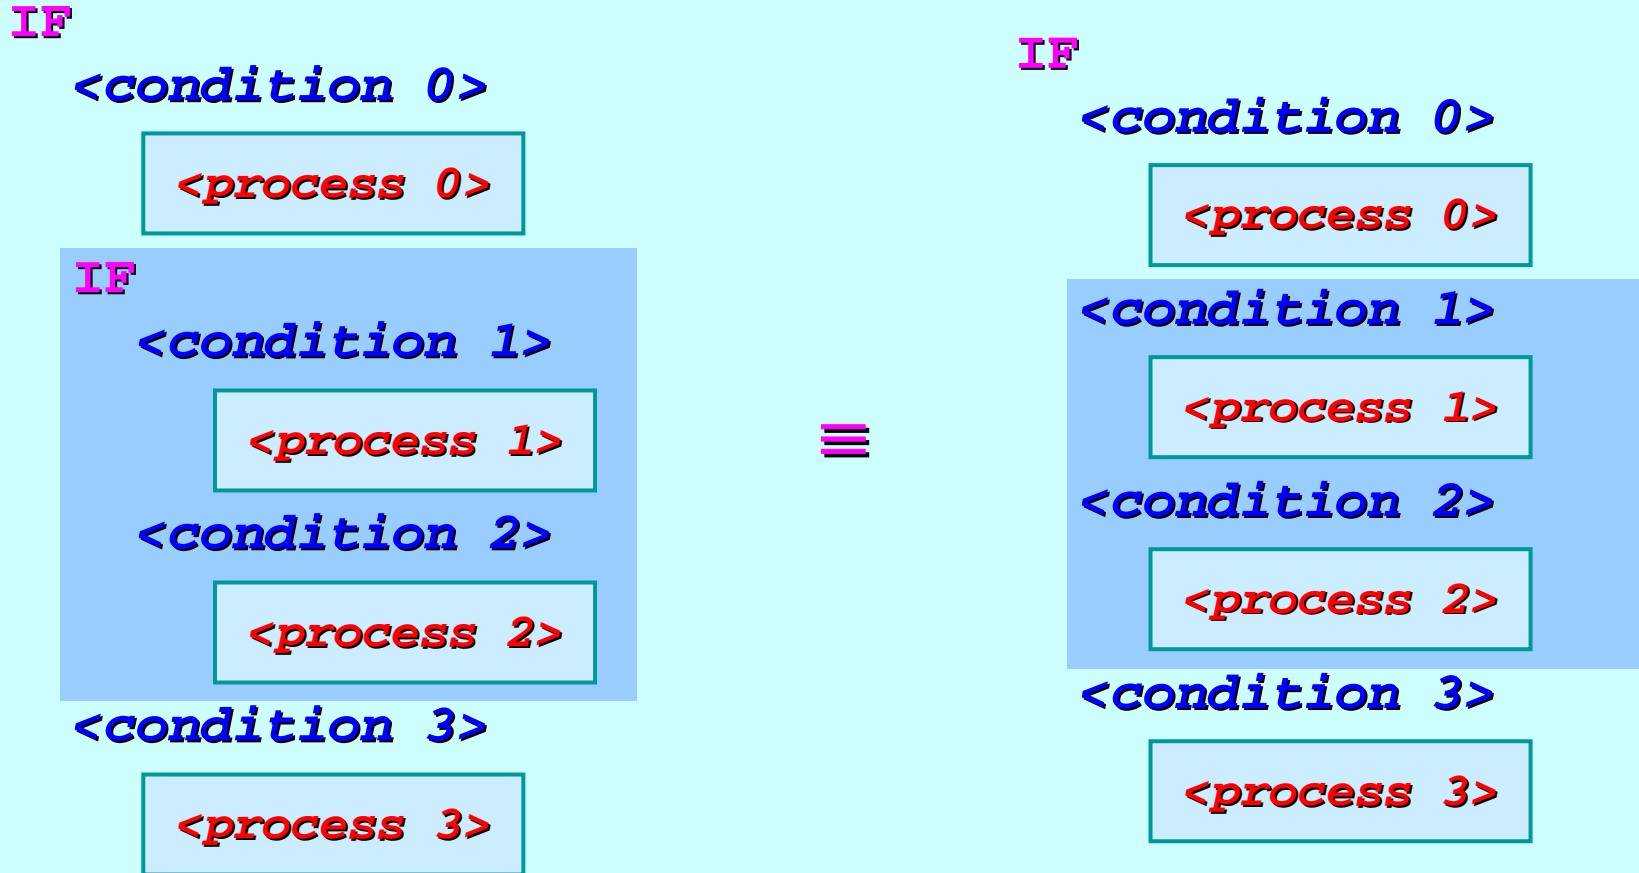 IF
<condition 0>
<process 0>
IF
<condition 1>
<process 1>
<condition 2>
<process 2>
<condition 3>
<process 3>
≡
IF
<condition 0>
<process 0>
<condition 1>
<process 1>
<condition 2>
<process 2>
<condition 3>
<process 3>